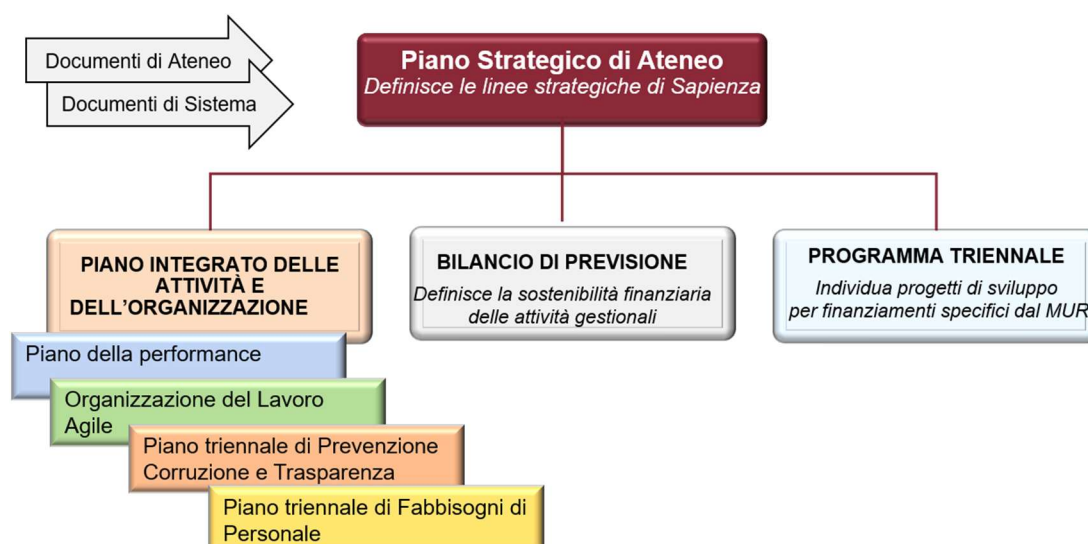 Documenti di Ateneo
Documenti di Sistema
Piano Strategico di Ateneo
Definisce le linee strategiche di Sapienza
PIANO INTEGRATO DELLE
ATTIVITÀ E
DELL'ORGANIZZAZIONE
BILANCIO DI PREVISIONE
Definisce la sostenibilità finanziaria
delle attività gestionali
PROGRAMMA TRIENNALE
Individua progetti di sviluppo
per finanziamenti specifici dal MUR
Piano della performance
Organizzazione del Lavoro
Agile
Piano triennale di Prevenzione
Corruzione e Trasparenza
Piano triennale di Fabbisogni di
Personale